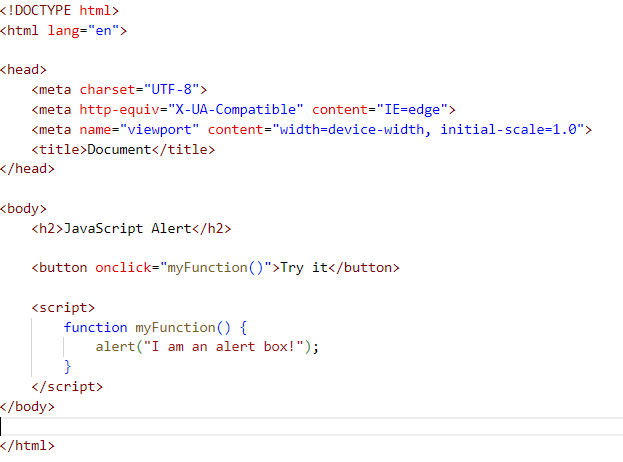 <!DOCTYPE html>
<html lang="en">
<head>
<meta charset="UTF-8">
<meta http-equiv="X-UA-Compatible" content="IE=edge">
<meta name="viewport" content="width=device-width, initial-scale=1.0">
<title>Document</title>
</head>
<body>
<h2>JavaScript Alert</h2>
<button onclick="myFunction()">Try it</button>
<script>
function myFunction() {
alert("I am an alert box!");
}
</script>
</body>
</html>